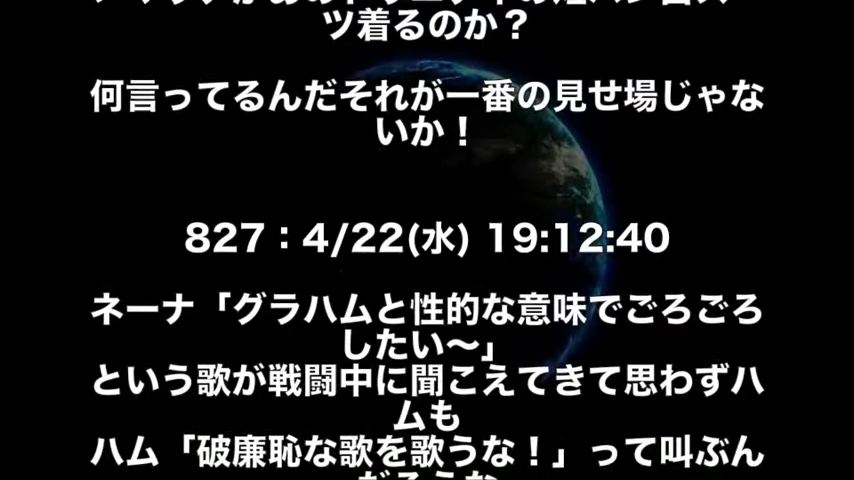 ツ着るのか？
何言ってるんだそれが一番の見せ場じゃな
いか！
827：4/22(水) 19:12:40
ネーナ「グラハムと性的な意味でごろごろ
したい〜」
という歌が戦闘中に聞こえてきて思わずハ
ムも
ハム「破廉恥な歌を歌うな！」って叫ぶん
だろうな